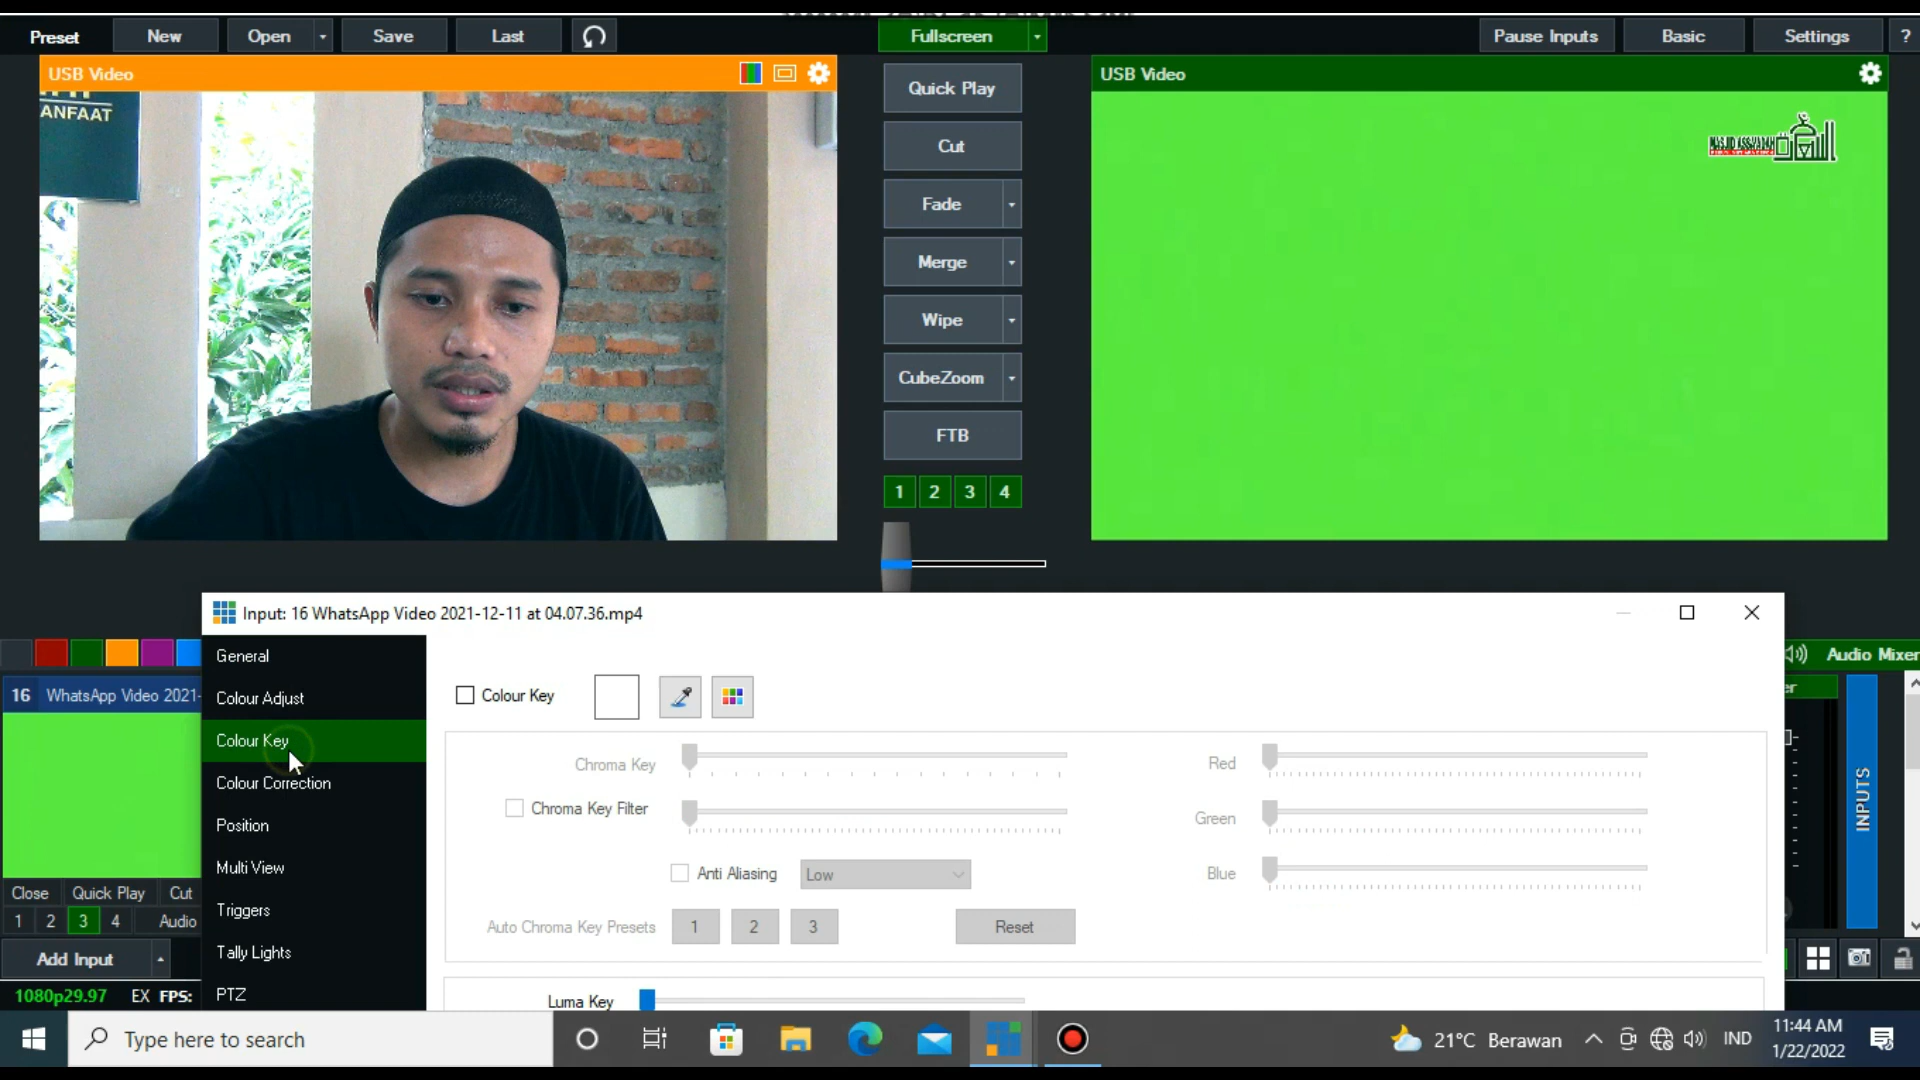 Preset
New
Open
Save
Last
Fullscreen
Pause Inputs
Basic
Settings
?
USB Video
ANFAAT
Quick Play
Cut
Fade
Merge
Wipe
CubeZoom
FTB
1 2 3 4
USB Video
Input: 16 WhatsApp Video 2021-12-11 at 04.07.36.mp4
General
Colour Adjust
Colour Key
Colour Correction
Position
Multi View
Triggers
Tally Lights
PTZ
Colour Key
Chroma Key
Chroma Key Filter
Anti Aliasing
Low
Auto Chroma Key Presets
1 2 3
Reset
Red
Green
Blue
Luma Key
16 WhatsApp Video 2021-
Close Quick Play Cut
1 2 3 4 Audio
Add Input
1080p29.97 EX FPS:
Audio Mixer
er
INPUTS
Type here to search
21°C Berawan
IND
11:44 AM
1/22/2022